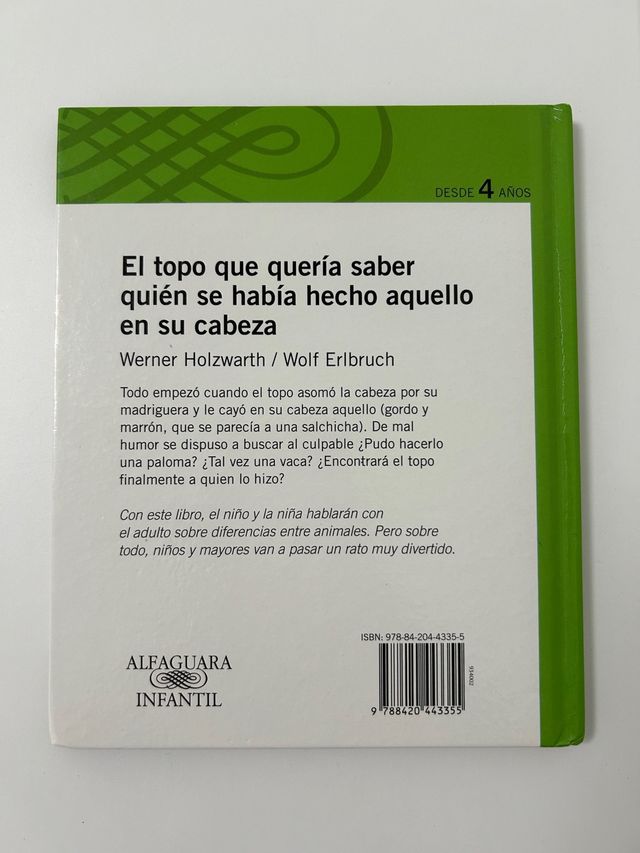 DESDE 4 AÑOS
El topo que quería saber
quién se había hecho aquello
en su cabeza
Werner Holzwarth / Wolf Erlbruch
Todo empezó cuando el topo asomó la cabeza por su
madriguera y le cayó en su cabeza aquello (gordo y
marrón, que se parecía a una salchicha). De mal
humor se dispuso a buscar al culpable ¿Pudo hacerlo
una paloma? ¿Tal vez una vaca? ¿Encontrará el topo
finalmente a quien lo hizo?
Con este libro, el niño y la niña hablarán con
el adulto sobre diferencias entre animales. Pero sobre
todo, niños y mayores van a pasar un rato muy divertido.
ALFAGUARA
INFANTIL
ISBN: 978-84-204-4335-5
934002
9 788420 443355